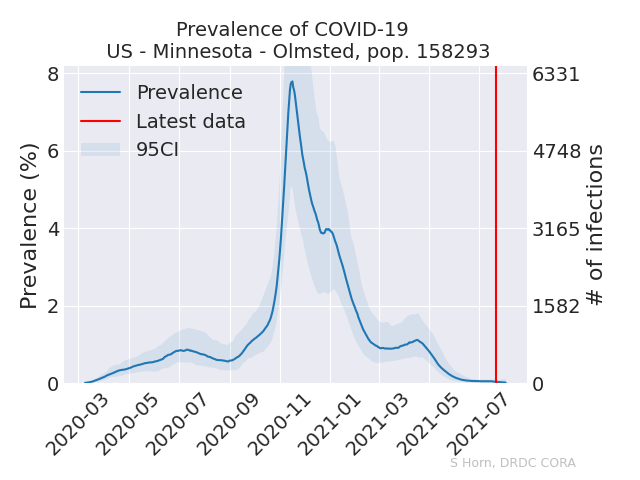 Prevalence of COVID-19
US - Minnesota - Olmsted, pop. 158293
Prevalence
Latest data
95CI
Prevalence (%)
8
6
4
2
0
6331
4748
3165
1582
0
# of infections
2020-03
2020-05
2020-07
2020-09
2020-11
2021-01
2021-03
2021-05
2021-07
S Horn, DRDC CORA